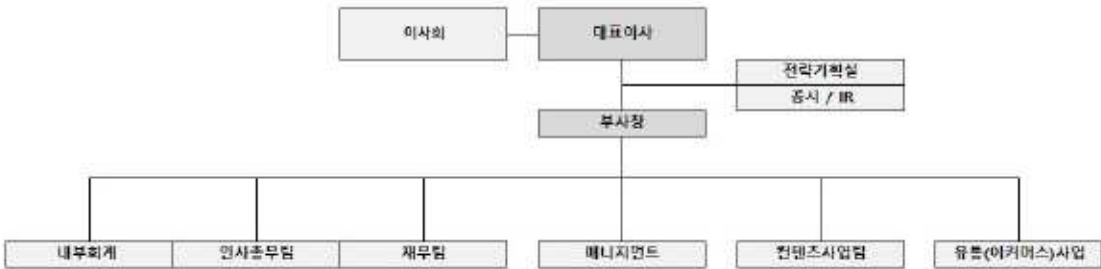 이사회
대표이사
전략기획실
공시 / IR
부사장
내부회계
인사총무팀
재무팀
매니지먼트
컨텐츠사업팀
유통(이커머스)사업